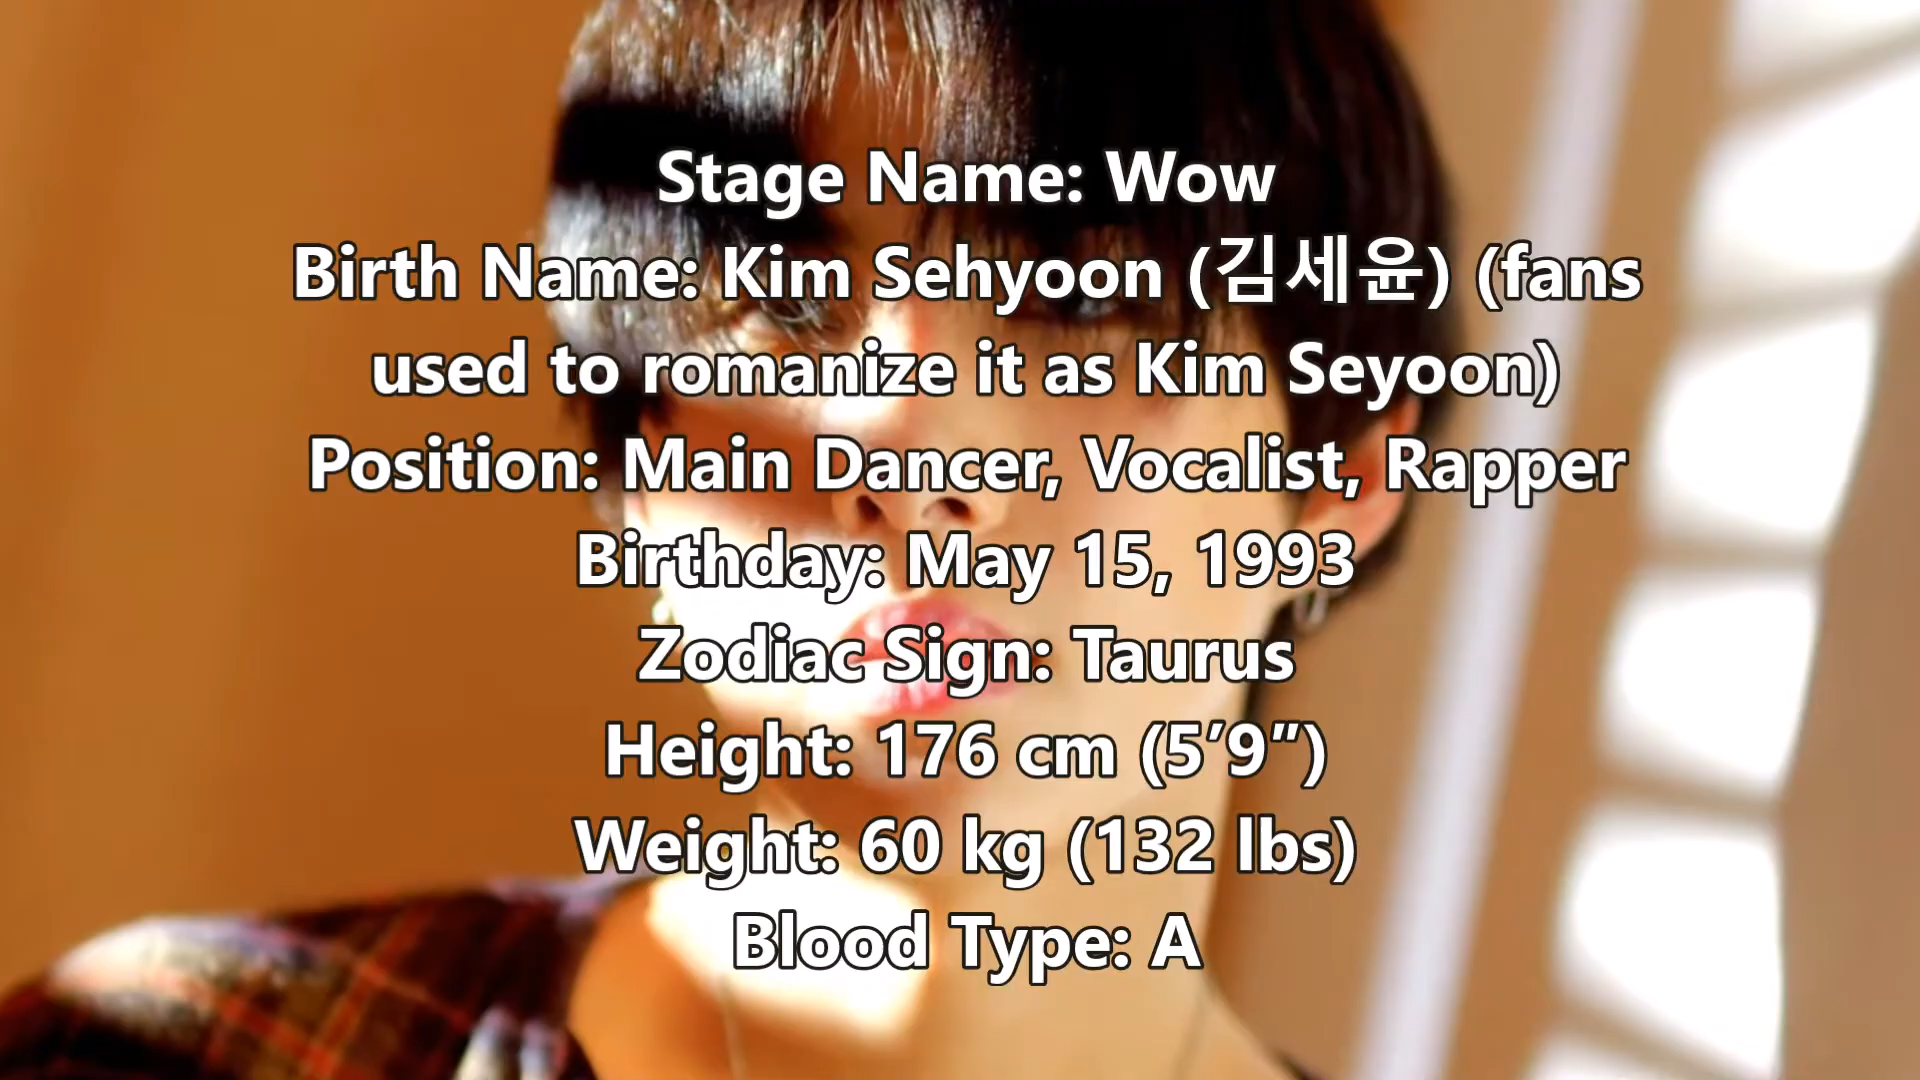 Stage Name: Wow
Birth Name: Kim Sehyoon (김세윤) (fans
used to romanize it as Kim Seyoon)
Position: Main Dancer, Vocalist, Rapper
Birthday: May 15, 1993
Zodiac Sign: Taurus
Height: 176 cm (5′9″)
Weight: 60 kg (132 lbs)
Blood Type: A